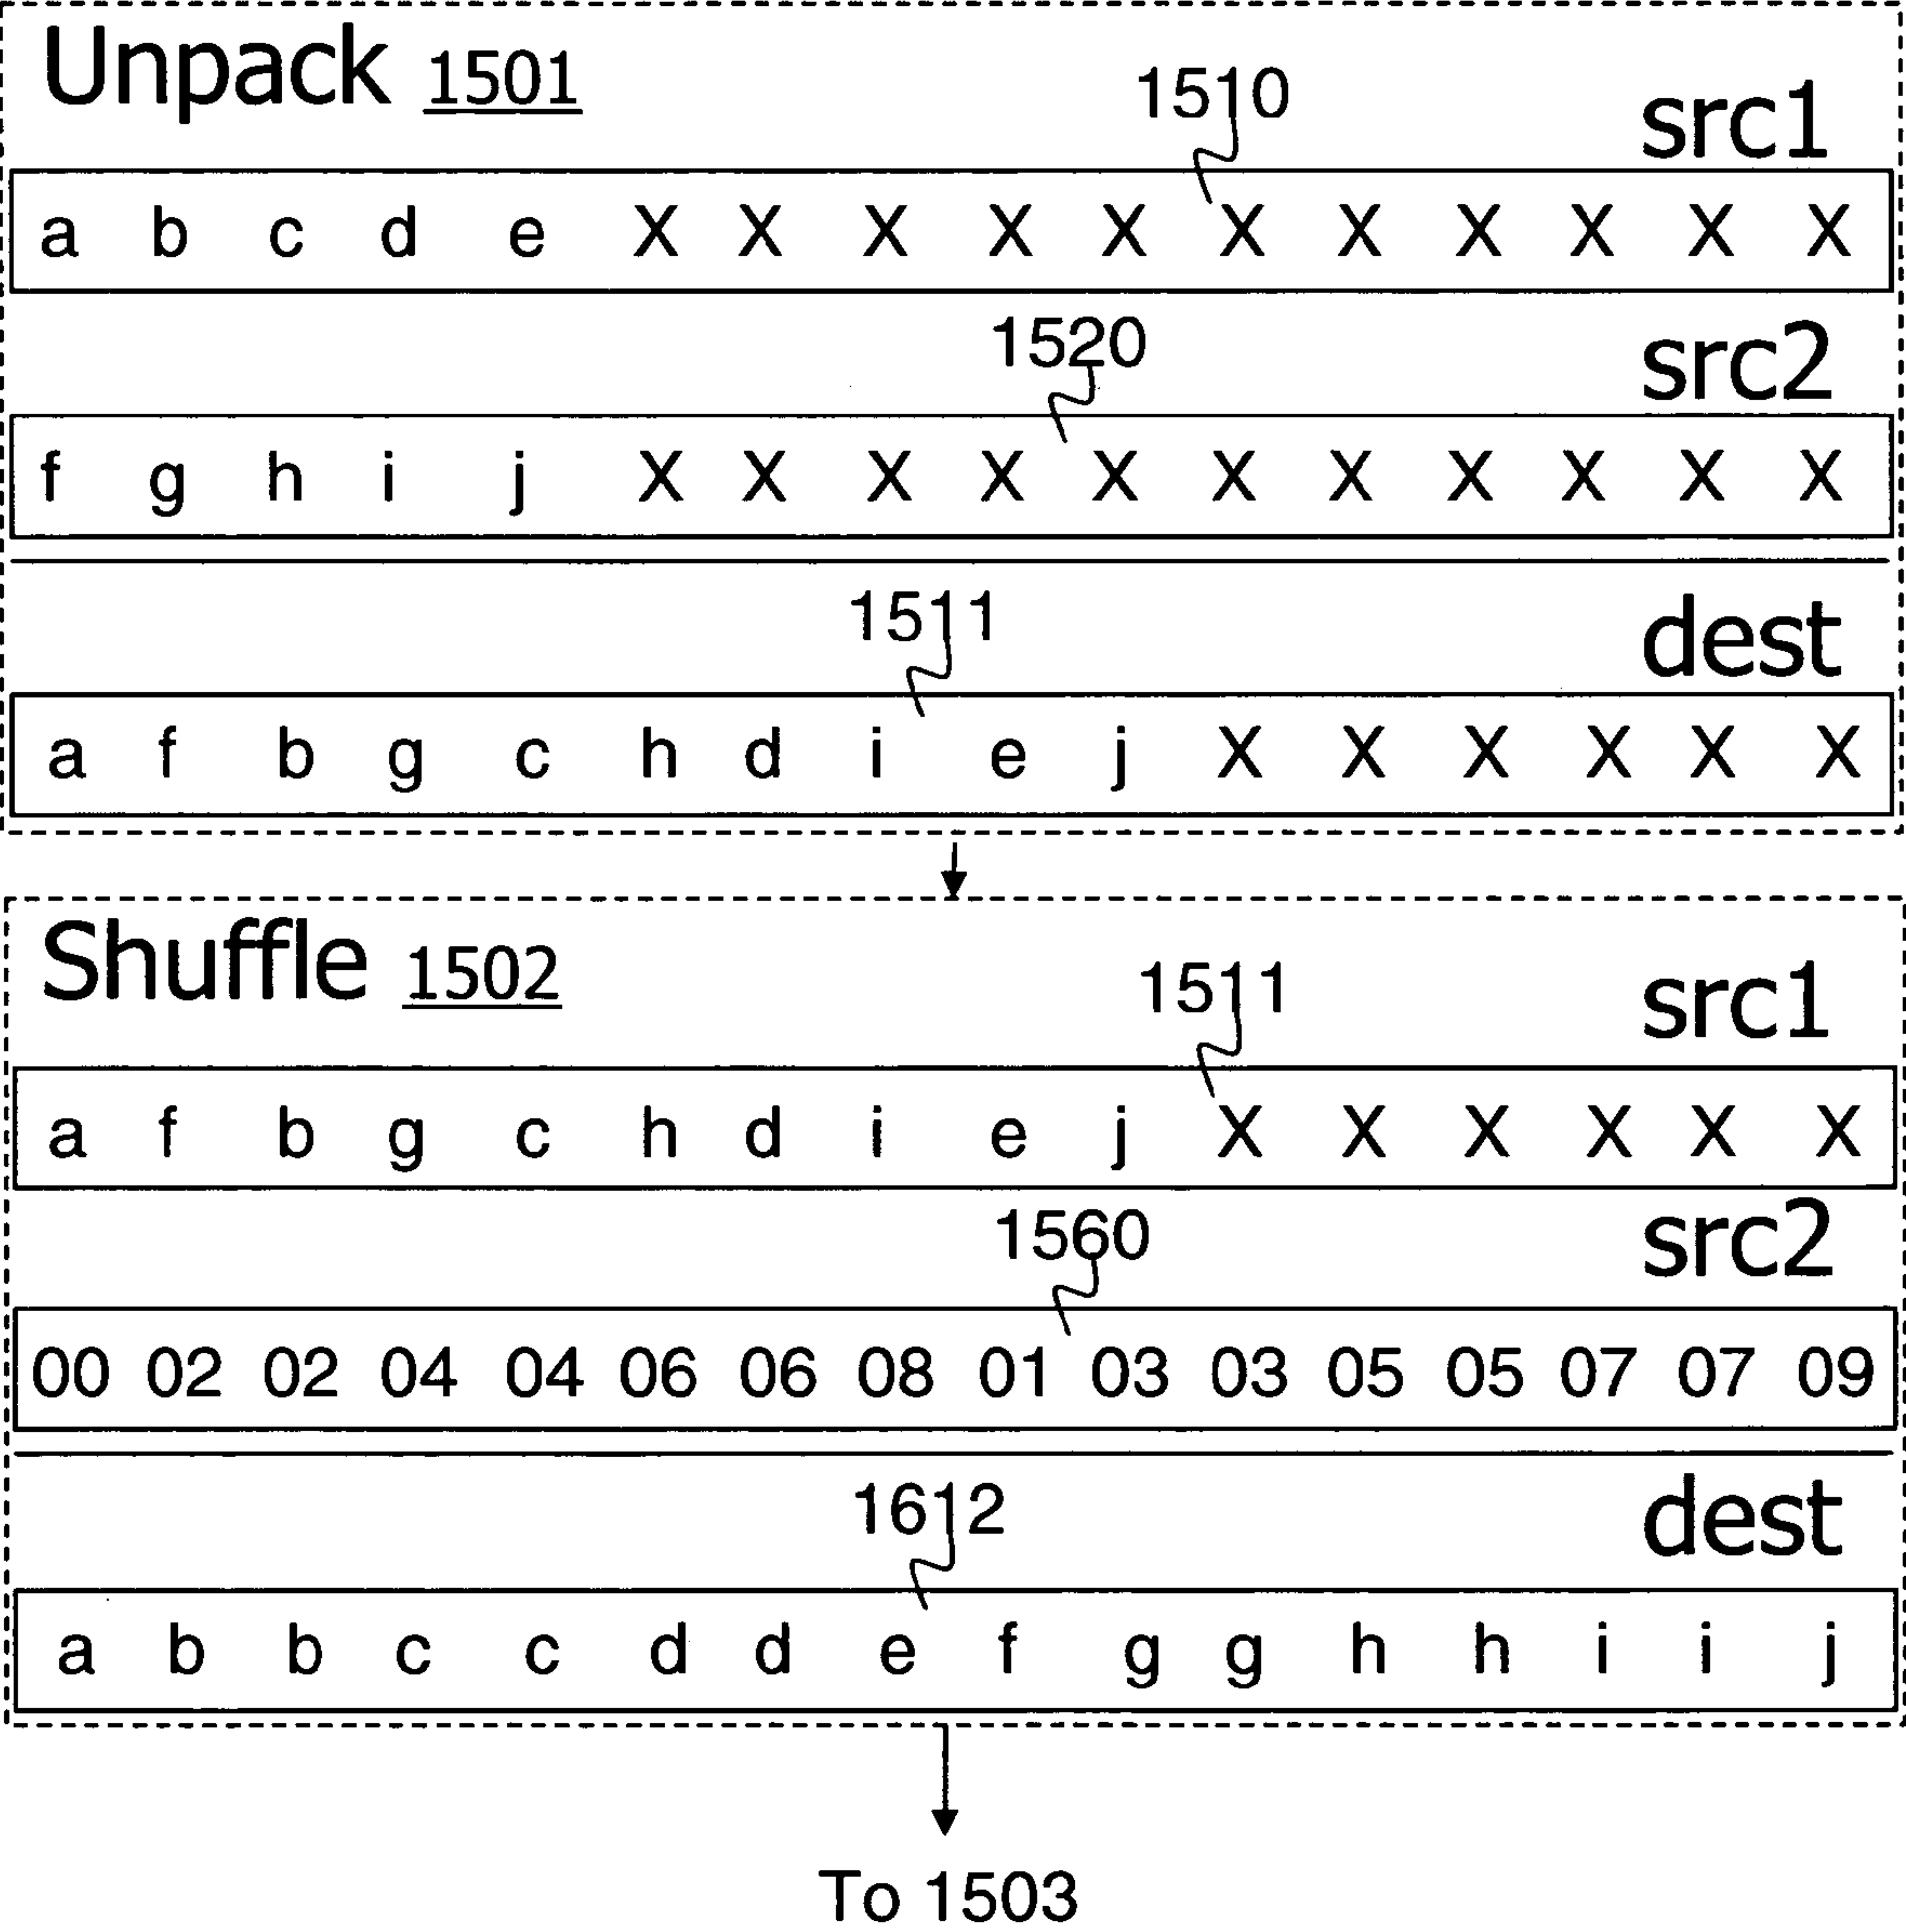 Unpack 1501
1510
src1
a b c d e X X X X X X X X X X X
1520
src2
f g h i j X X X X X X X X X X X
1511
dest
a f b g c h d i e j X X X X X X
Shuffle 1502
1511
src1
a f b g c h d i e j X X X X X X
1560
src2
00 02 02 04 04 06 06 08 01 03 03 05 05 07 07 09
1612
dest
a b b c c d d e f g g h h i i j
To 1503